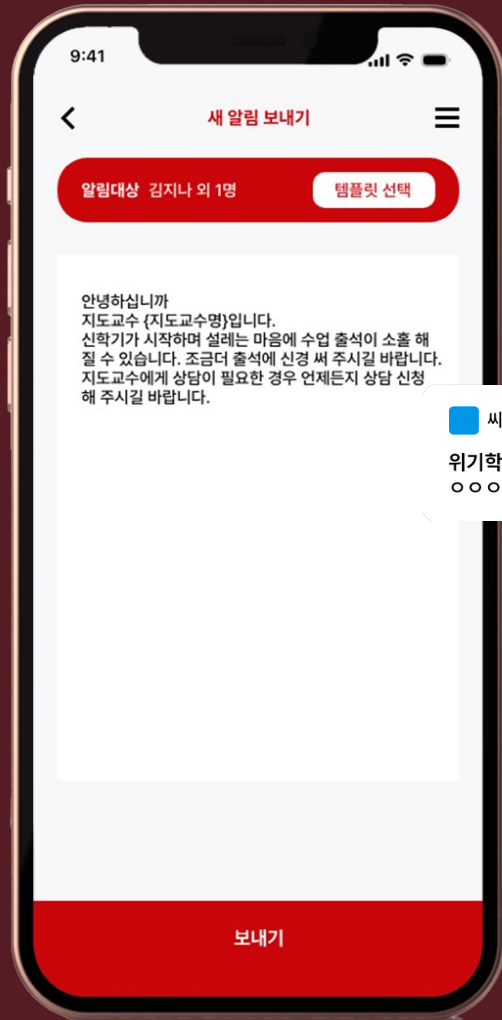 9:41
새 알림 보내기
알림대상 김지나 외 1명
템플릿 선택
안녕하십니까
지도교수 {지도교수명}입니다.
신학기가 시작하며 설레는 마음에 수업 출석이 소홀 해
질 수 있습니다. 조금더 출석에 신경 써 주시길 바랍니다.
지도교수에게 상담이 필요한 경우 언제든지 상담 신청
해 주시길 바랍니다.
씨
위기학
ㅇㅇㅇ
보내기